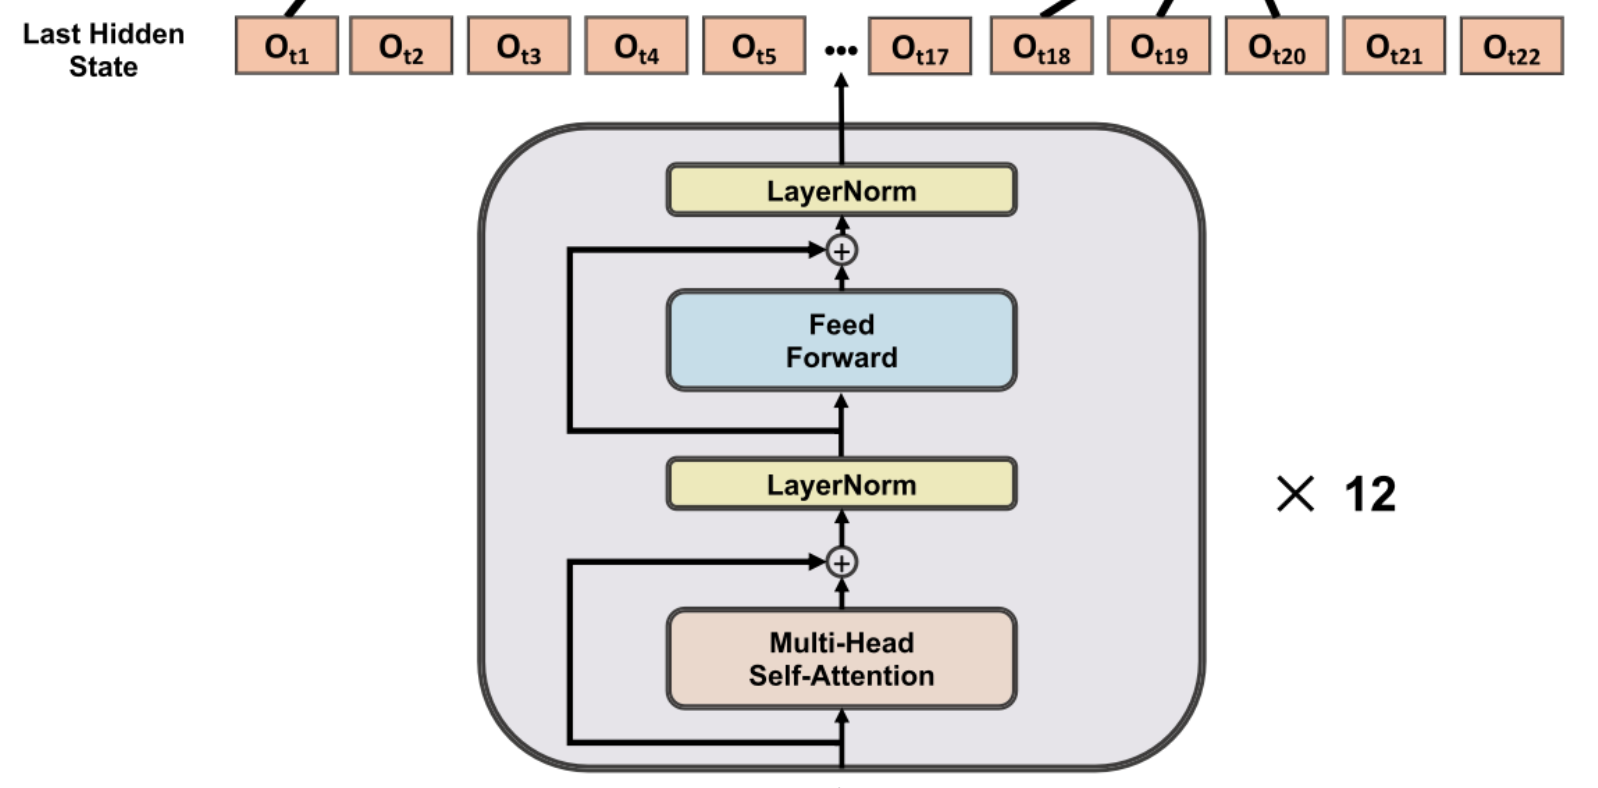 Last Hidden
State
Ot1 Ot2 Ot3 Ot4 Ot5 ••• Ot17 Ot18 Ot19 Ot20 Ot21 Ot22
LayerNorm
+
Feed
Forward
LayerNorm
× 12
+
Multi-Head
Self-Attention